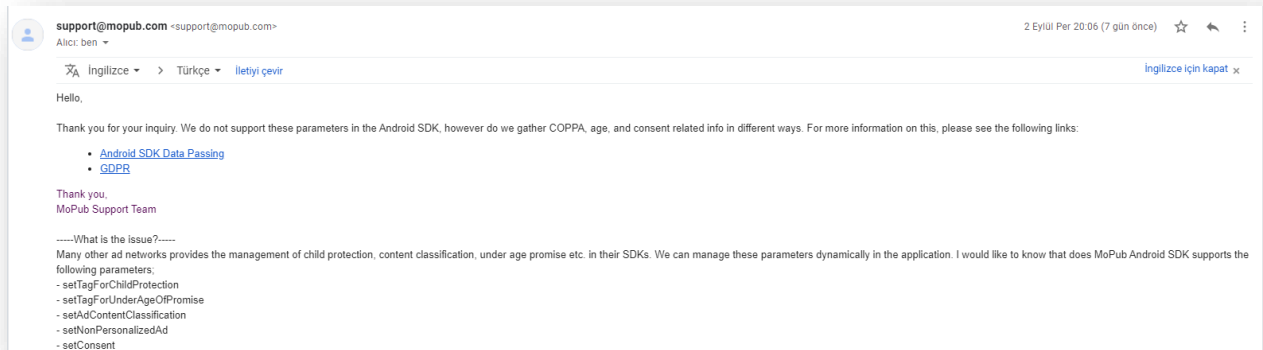 support@mopub.com <support@mopub.com>
2 Eylül Per 20:06 (7 gün önce)
Alıcı: ben
İngilizce > Türkçe İletiyi çevir
İngilizce için kapat ×
Hello,
Thank you for your inquiry. We do not support these parameters in the Android SDK, however do we gather COPPA, age, and consent related info in different ways. For more information on this, please see the following links:
• Android SDK Data Passing
• GDPR
Thank you,
MoPub Support Team
-----What is the issue?-----
Many other ad networks provides the management of child protection, content classification, under age promise etc. in their SDKs. We can manage these parameters dynamically in the application. I would like to know that does MoPub Android SDK supports the
following parameters;
- setTagForChildProtection
- setTagForUnderAgeOfPromise
- setAdContentClassification
- setNonPersonalizedAd
- setConsent